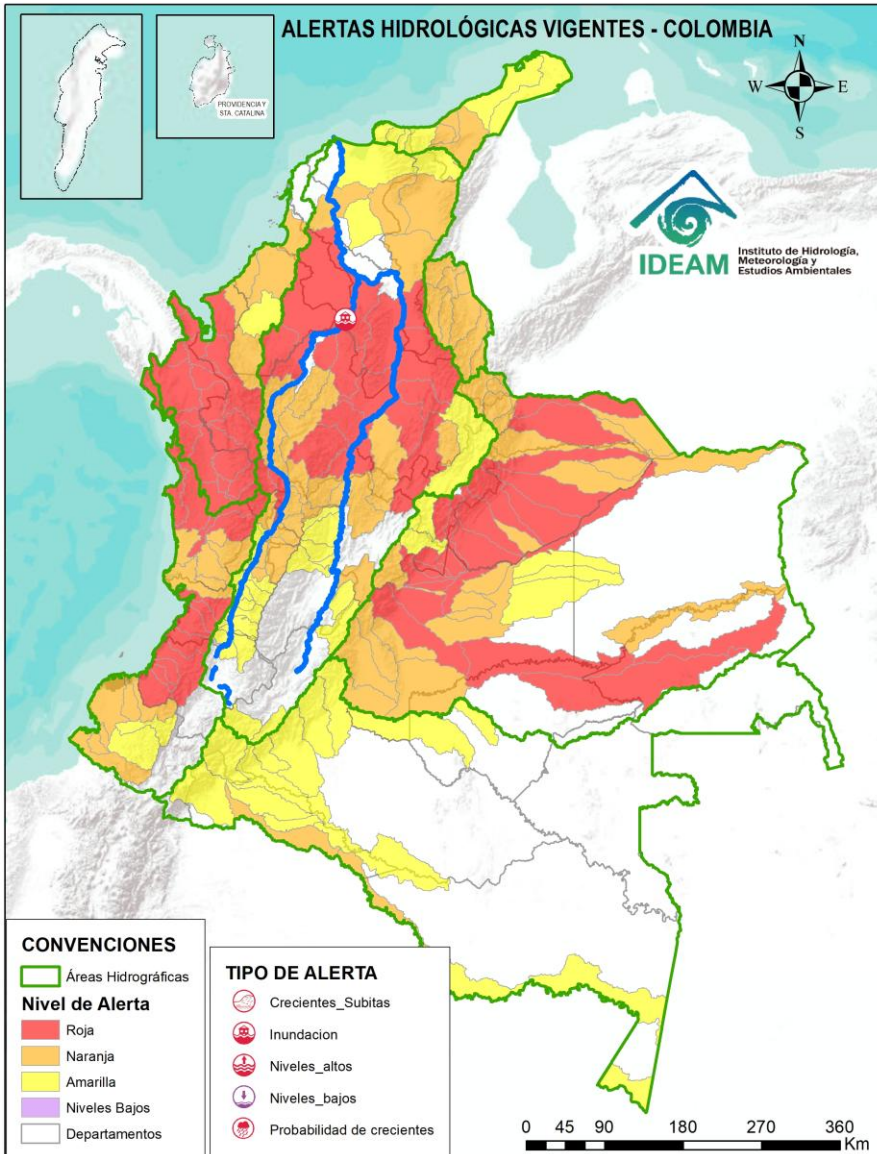 ALERTAS HIDROLÓGICAS VIGENTES - COLOMBIA
PROVIDENCIA Y
STA. CATALINA
N
W
E
S
IDEAM
Instituto de Hidrología,
Meteorología y
Estudios Ambientales
CONVENCIONES
Áreas Hidrográficas
Nivel de Alerta
Roja
Naranja
Amarilla
Niveles Bajos
Departamentos
TIPO DE ALERTA
Crecientes_Subitas
Inundacion
Niveles_altos
Niveles_bajos
Probabilidad de crecientes
0 45 90 180 270 360
Km